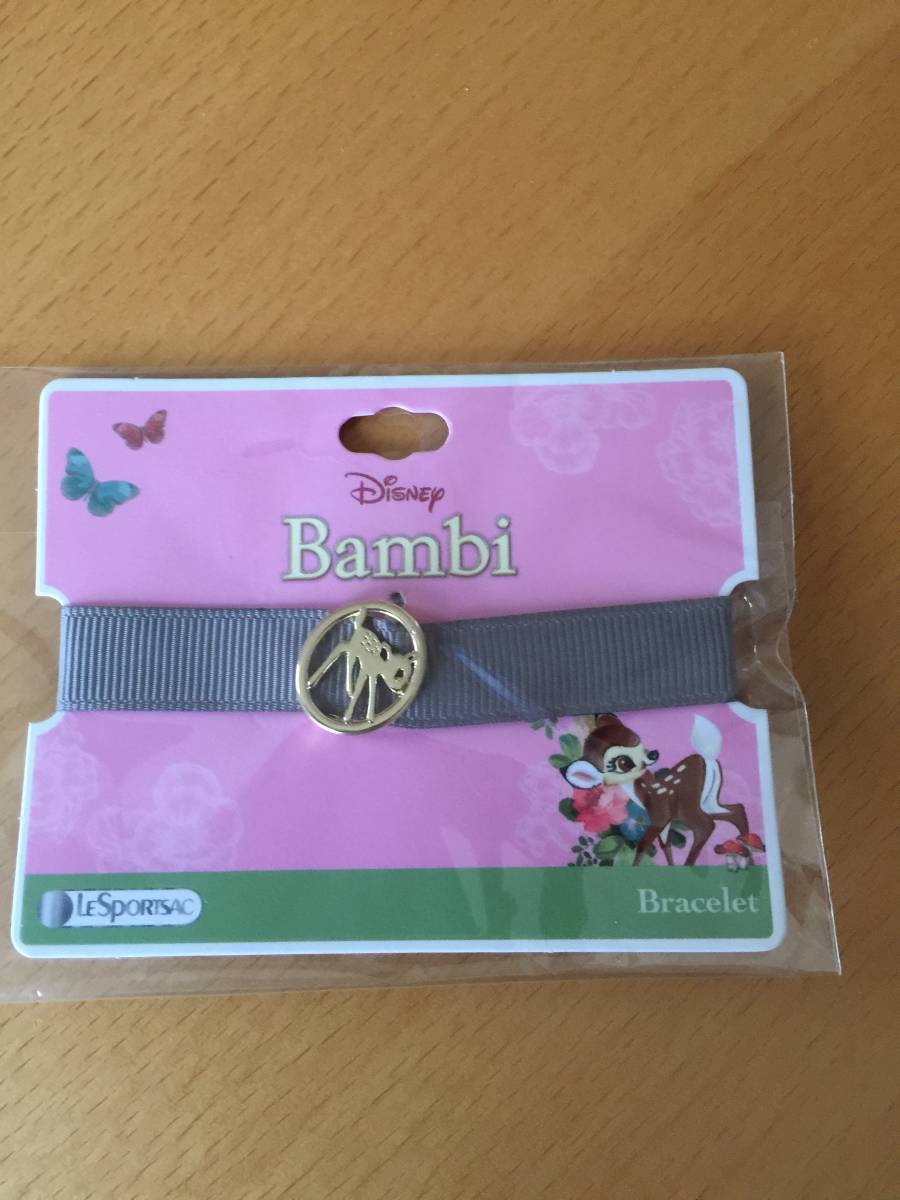 Disney
Bambi
LeSportsac
Bracelet